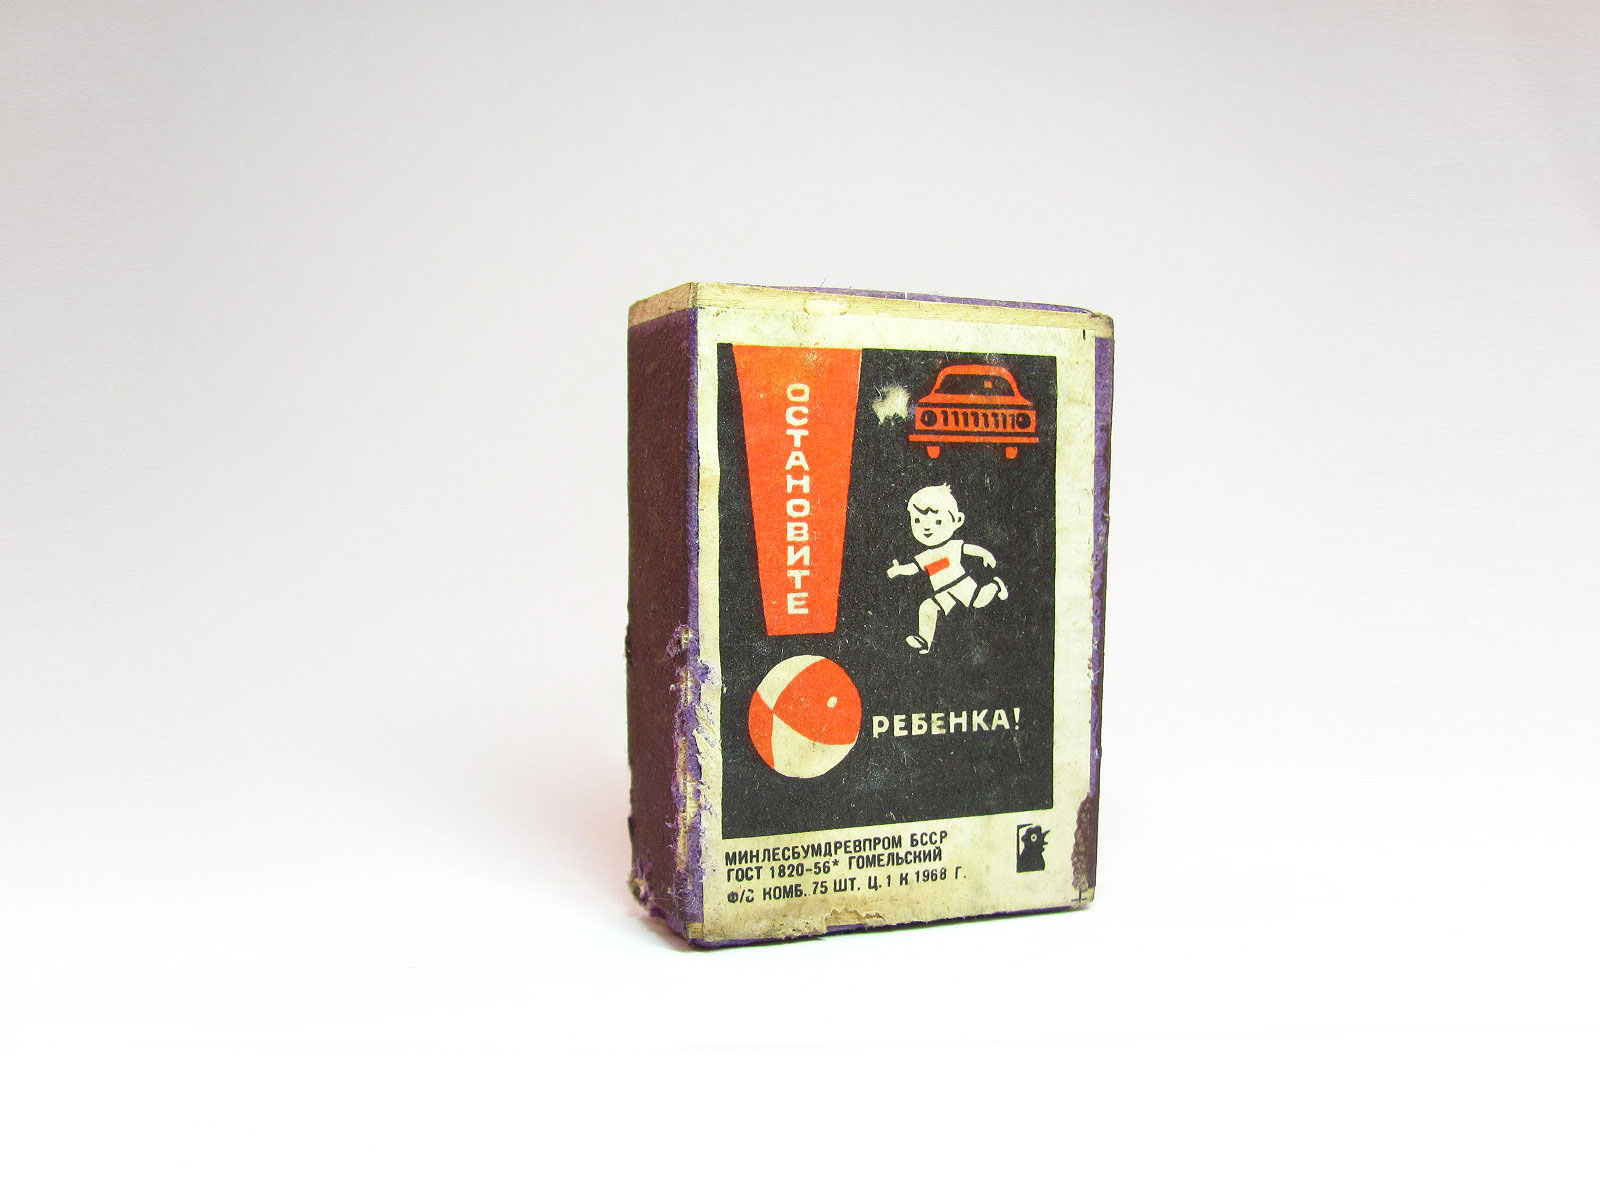 ОСТАНОВИТЕ
РЕБЕНКА!
МИНЛЕСБУМДРЕВПРОМ БССР
ГОСТ 1820-56* ГОМЕЛЬСКИЙ
Ф/С КОМБ. 75 ШТ. Ц. 1 К 1968 Г.